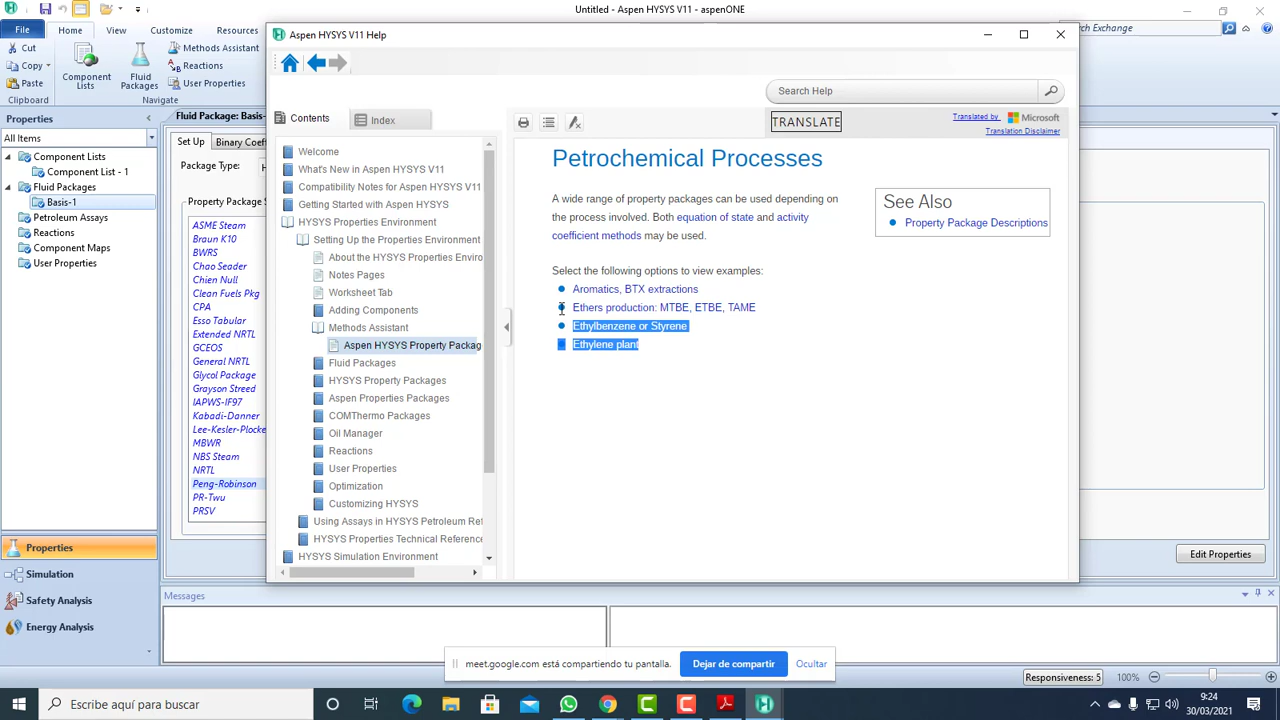 Untitled - Aspen HYSYS V11 - aspenONE
File
Home
View
Customize
Resources
ch Exchange
Cut
Copy
Paste
Clipboard
Component
Lists
Fluid
Packages
Methods Assistant
Reactions
User Properties
Navigate
Properties
All Items
Component Lists
Component List - 1
Fluid Packages
Basis-1
Petroleum Assays
Reactions
Component Maps
User Properties
Properties
Simulation
Safety Analysis
Energy Analysis
Fluid Package: Basis-
Set Up
Binary Coeff
Package Type:
Property Package S
ASME Steam
Braun K10
BWRS
Chao Seader
Chien Null
Clean Fuels Pkg
CPA
Esso Tabular
Extended NRTL
GCEOS
General NRTL
Glycol Package
Grayson Streed
IAPWS-IF97
Kabadi-Danner
Lee-Kesler-Plocke
MBWR
NBS Steam
NRTL
Peng-Robinson
PR-Twu
PRSV
Aspen HYSYS V11 Help
Search Help
Contents
Index
TRANSLATE
Translated by
Microsoft
Translation Disclaimer
Welcome
What's New in Aspen HYSYS V11
Compatibility Notes for Aspen HYSYS V11
Getting Started with Aspen HYSYS
HYSYS Properties Environment
Setting Up the Properties Environment
About the HYSYS Properties Enviro
Notes Pages
Worksheet Tab
Adding Components
Methods Assistant
Aspen HYSYS Property Packag
Fluid Packages
HYSYS Property Packages
Aspen Properties Packages
COMThermo Packages
Oil Manager
Reactions
User Properties
Optimization
Customizing HYSYS
Using Assays in HYSYS Petroleum Ref
HYSYS Properties Technical Reference
HYSYS Simulation Environment
Petrochemical Processes
A wide range of property packages can be used depending on
the process involved. Both equation of state and activity
coefficient methods may be used.
See Also
Property Package Descriptions
Select the following options to view examples:
Aromatics, BTX extractions
Ethers production: MTBE, ETBE, TAME
Ethylbenzene or Styrene
Ethylene plant
Edit Properties
Messages
meet.google.com está compartiendo tu pantalla.
Dejar de compartir
Ocultar
Responsiveness: 5
100%
Escribe aquí para buscar
9:24
30/03/2021